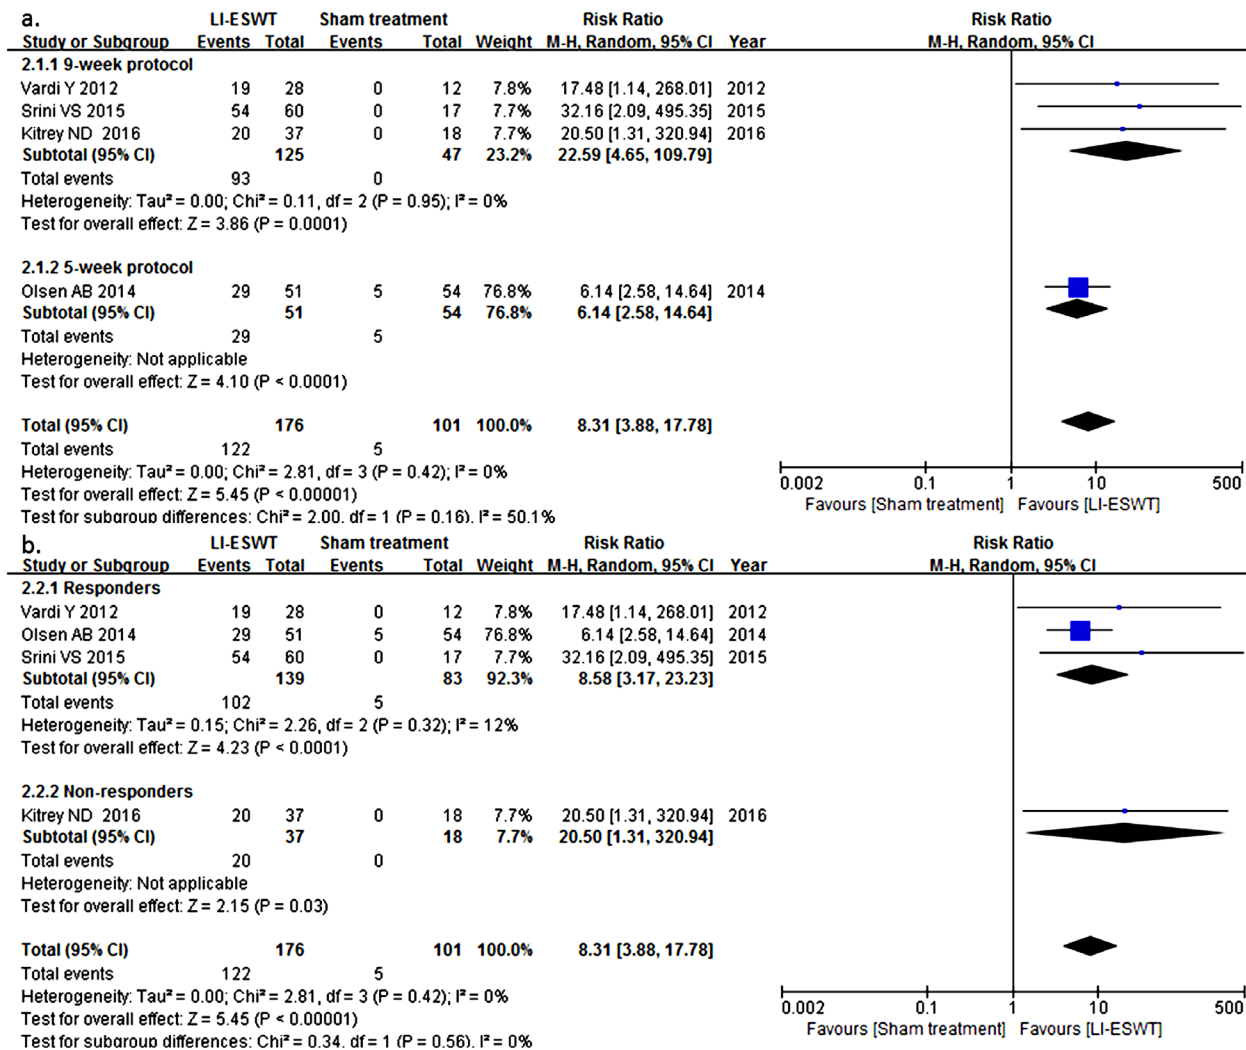 a.
LI-ESWT Sham treatment Risk Ratio Risk Ratio
Study or Subgroup Events Total Events Total Weight M-H, Random, 95% CI Year M-H, Random, 95% CI
2.1.1 9-week protocol
Vardi Y 2012 19 28 0 12 7.8% 17.48 [1.14, 268.01] 2012
Srini VS 2015 54 60 0 17 7.7% 32.16 [2.09, 495.35] 2015
Kitrey ND 2016 20 37 0 18 7.7% 20.50 [1.31, 320.94] 2016
Subtotal (95% CI) 125 47 23.2% 22.59 [4.65, 109.79]
Total events 93 0
Heterogeneity: Tau² = 0.00; Chi² = 0.11, df = 2 (P = 0.95); I² = 0%
Test for overall effect: Z = 3.86 (P = 0.0001)
2.1.2 5-week protocol
Olsen AB 2014 29 51 5 54 76.8% 6.14 [2.58, 14.64] 2014
Subtotal (95% CI) 51 54 76.8% 6.14 [2.58, 14.64]
Total events 29 5
Heterogeneity: Not applicable
Test for overall effect: Z = 4.10 (P < 0.0001)
Total (95% CI) 176 101 100.0% 8.31 [3.88, 17.78]
Total events 122 5
Heterogeneity: Tau² = 0.00; Chi² = 2.81, df = 3 (P = 0.42); I² = 0%
Test for overall effect: Z = 5.45 (P < 0.00001)
Test for subgroup differences: Chi² = 2.00, df = 1 (P = 0.16), I² = 50.1%
0.002 0.1 1 10 500
Favours [Sham treatment] Favours [LI-ESWT]
b.
LI-ESWT Sham treatment Risk Ratio Risk Ratio
Study or Subgroup Events Total Events Total Weight M-H, Random, 95% CI Year M-H, Random, 95% CI
2.2.1 Responders
Vardi Y 2012 19 28 0 12 7.8% 17.48 [1.14, 268.01] 2012
Olsen AB 2014 29 51 5 54 76.8% 6.14 [2.58, 14.64] 2014
Srini VS 2015 54 60 0 17 7.7% 32.16 [2.09, 495.35] 2015
Subtotal (95% CI) 139 83 92.3% 8.58 [3.17, 23.23]
Total events 102 5
Heterogeneity: Tau² = 0.15; Chi² = 2.26, df = 2 (P = 0.32); I² = 12%
Test for overall effect: Z = 4.23 (P < 0.0001)
2.2.2 Non-responders
Kitrey ND 2016 20 37 0 18 7.7% 20.50 [1.31, 320.94] 2016
Subtotal (95% CI) 37 18 7.7% 20.50 [1.31, 320.94]
Total events 20 0
Heterogeneity: Not applicable
Test for overall effect: Z = 2.15 (P = 0.03)
Total (95% CI) 176 101 100.0% 8.31 [3.88, 17.78]
Total events 122 5
Heterogeneity: Tau² = 0.00; Chi² = 2.81, df = 3 (P = 0.42); I² = 0%
Test for overall effect: Z = 5.45 (P < 0.00001)
Test for subgroup differences: Chi² = 0.34, df = 1 (P = 0.56), I² = 0%
0.002 0.1 1 10 500
Favours [Sham treatment] Favours [LI-ESWT]